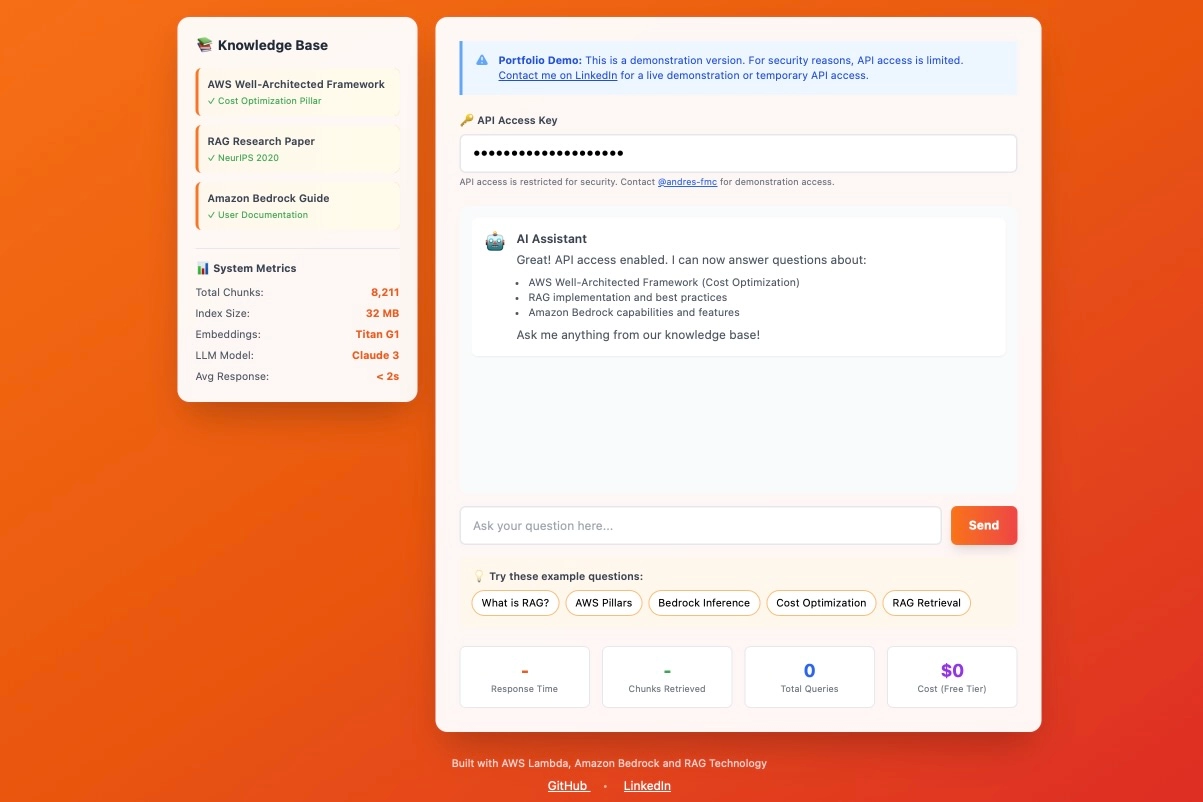 📚 Knowledge Base
AWS Well-Architected Framework
✓ Cost Optimization Pillar
RAG Research Paper
✓ NeurIPS 2020
Amazon Bedrock Guide
✓ User Documentation
📊 System Metrics
Total Chunks: 8,211
Index Size: 32 MB
Embeddings: Titan G1
LLM Model: Claude 3
Avg Response: < 2s
Portfolio Demo: This is a demonstration version. For security reasons, API access is limited.
Contact me on LinkedIn for a live demonstration or temporary API access.
🔑 API Access Key
••••••••••••••••••••
API access is restricted for security. Contact @andres-fmc for demonstration access.
AI Assistant
Great! API access enabled. I can now answer questions about:
• AWS Well-Architected Framework (Cost Optimization)
• RAG implementation and best practices
• Amazon Bedrock capabilities and features
Ask me anything from our knowledge base!
Ask your question here...
Send
💡 Try these example questions:
What is RAG? AWS Pillars Bedrock Inference Cost Optimization RAG Retrieval
- - 0 $0
Response Time Chunks Retrieved Total Queries Cost (Free Tier)
Built with AWS Lambda, Amazon Bedrock and RAG Technology
GitHub • LinkedIn